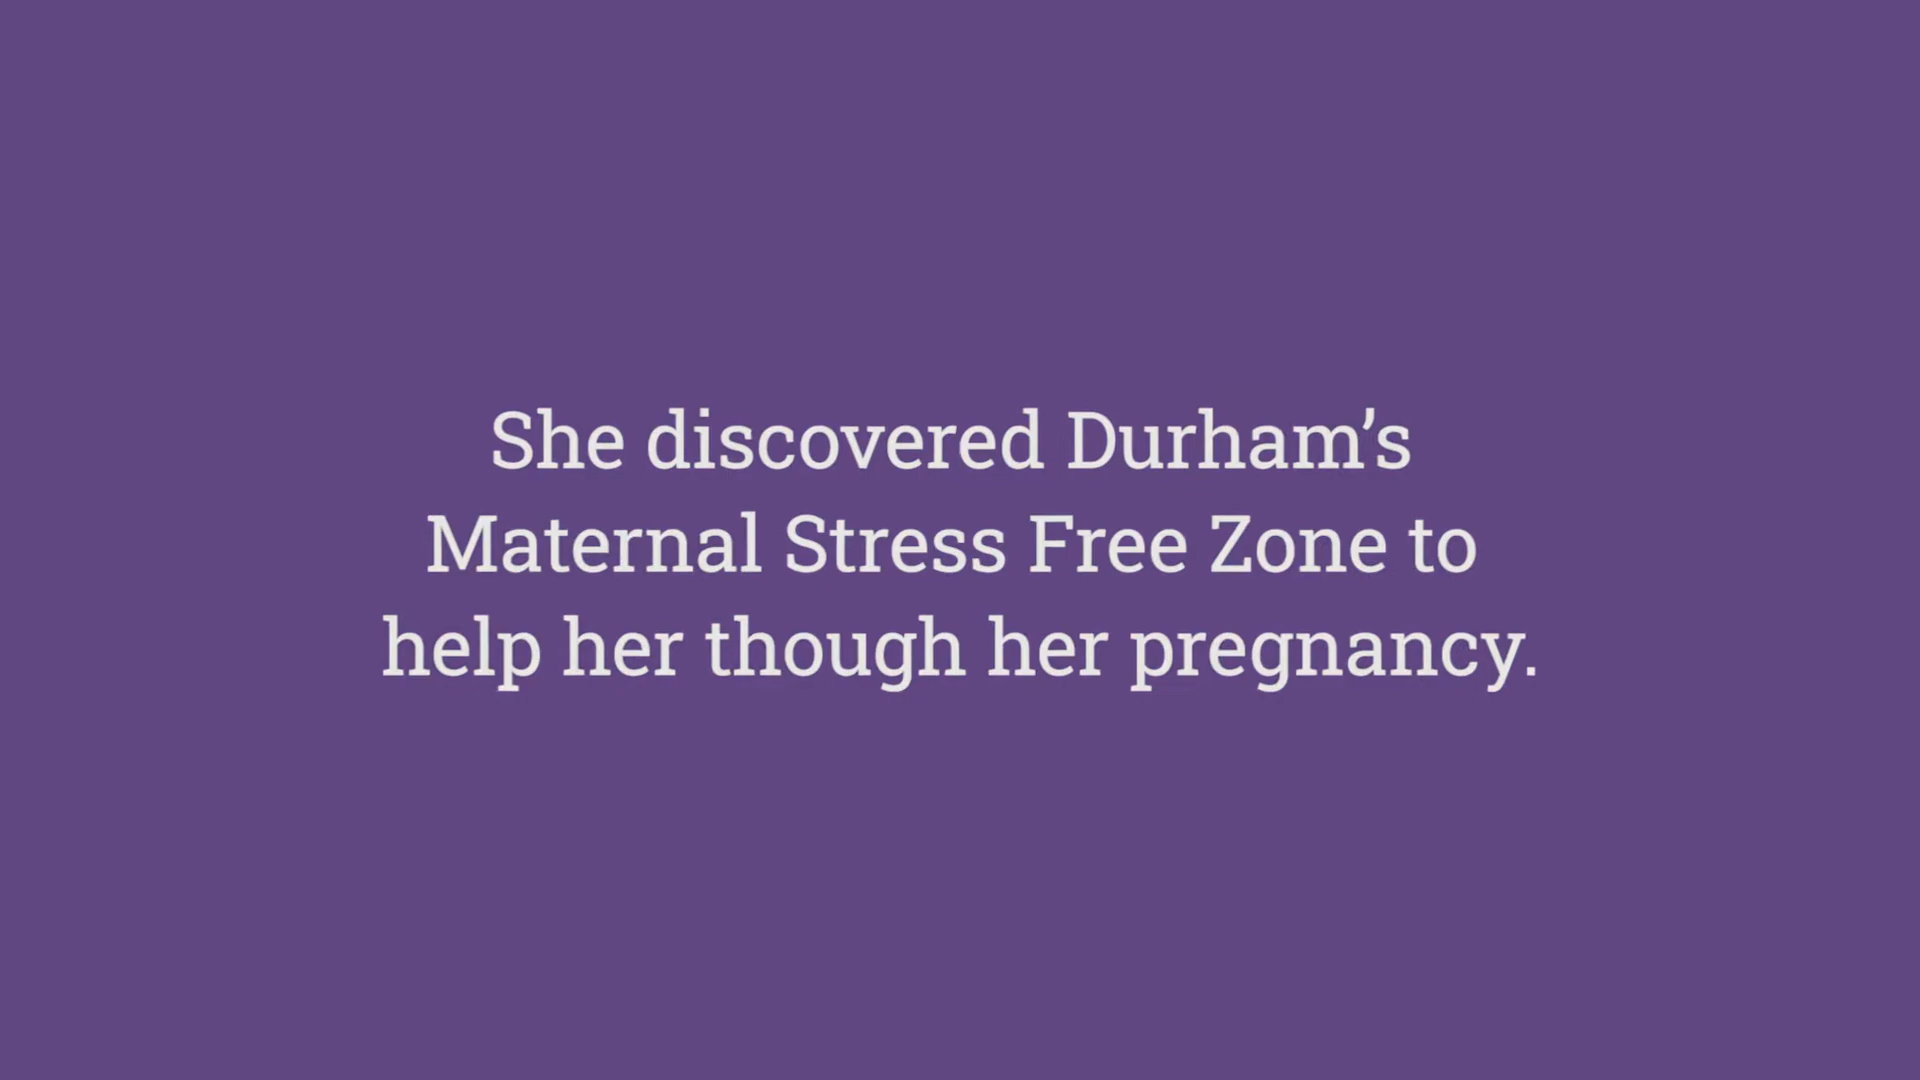 She discovered Durham’s
Maternal Stress Free Zone to
help her though her pregnancy.